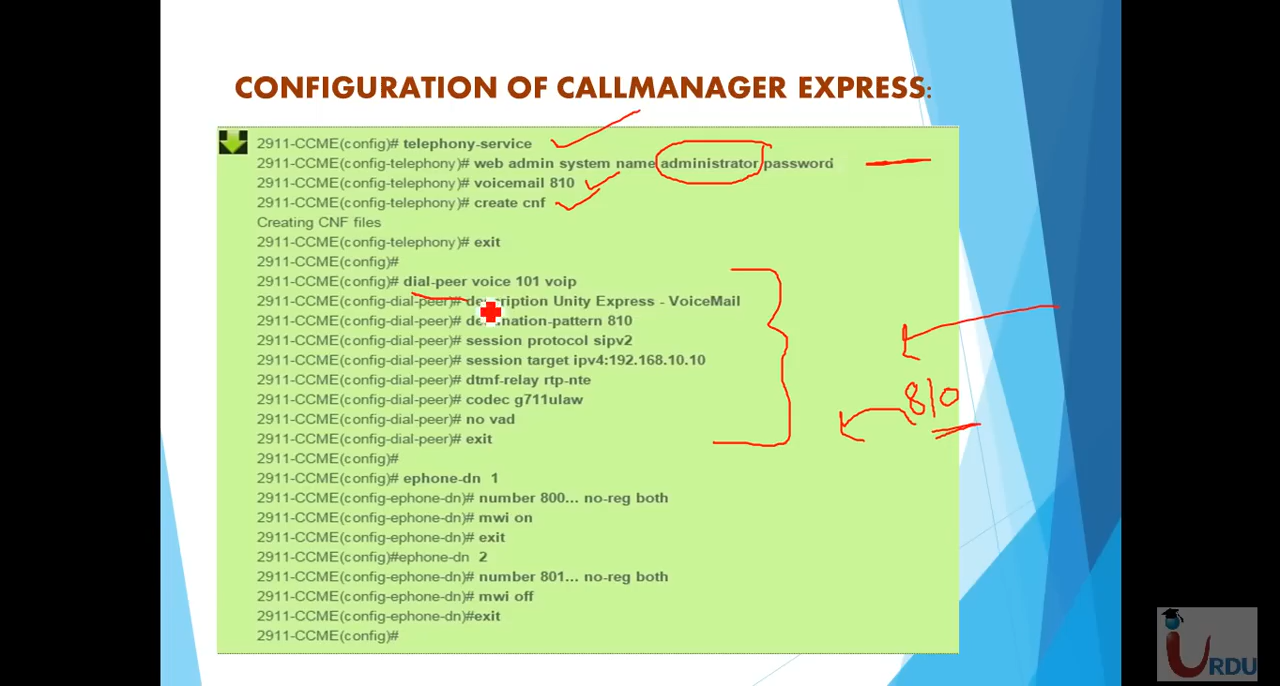 CONFIGURATION OF CALLMANAGER EXPRESS:
2911-CCME(config)# telephony-service
2911-CCME(config-telephony)# web admin system name administrator password
2911-CCME(config-telephony)# voicemail 810
2911-CCME(config-telephony)# create cnf
Creating CNF files
2911-CCME(config-telephony)# exit
2911-CCME(config)#
2911-CCME(config)# dial-peer voice 101 voip
2911-CCME(config-dial-peer)# description Unity Express - VoiceMail
2911-CCME(config-dial-peer)# destination-pattern 810
2911-CCME(config-dial-peer)# session protocol sipv2
2911-CCME(config-dial-peer)# session target ipv4:192.168.10.10
2911-CCME(config-dial-peer)# dtmf-relay rtp-nte
2911-CCME(config-dial-peer)# codec g711ulaw
810
2911-CCME(config-dial-peer)# no vad
2911-CCME(config-dial-peer)# exit
2911-CCME(config)#
2911-CCME(config)# ephone-dn 1
2911-CCME(config-ephone-dn)# number 800... no-reg both
2911-CCME(config-ephone-dn)# mwi on
2911-CCME(config-ephone-dn)# exit
2911-CCME(config)#ephone-dn 2
2911-CCME(config-ephone-dn)# number 801... no-reg both
2911-CCME(config-ephone-dn)# mwi off
2911-CCME(config-ephone-dn)#exit
2911-CCME(config)#
iURDU